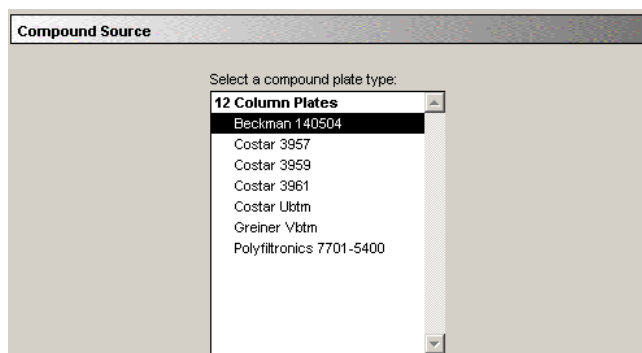 Compound Source
Select a compound plate type:
12 Column Plates
Beckman 140504
Costar 3957
Costar 3959
Costar 3961
Costar Ubtm
Greiner Vbtm
Polyfiltronics 7701-5400